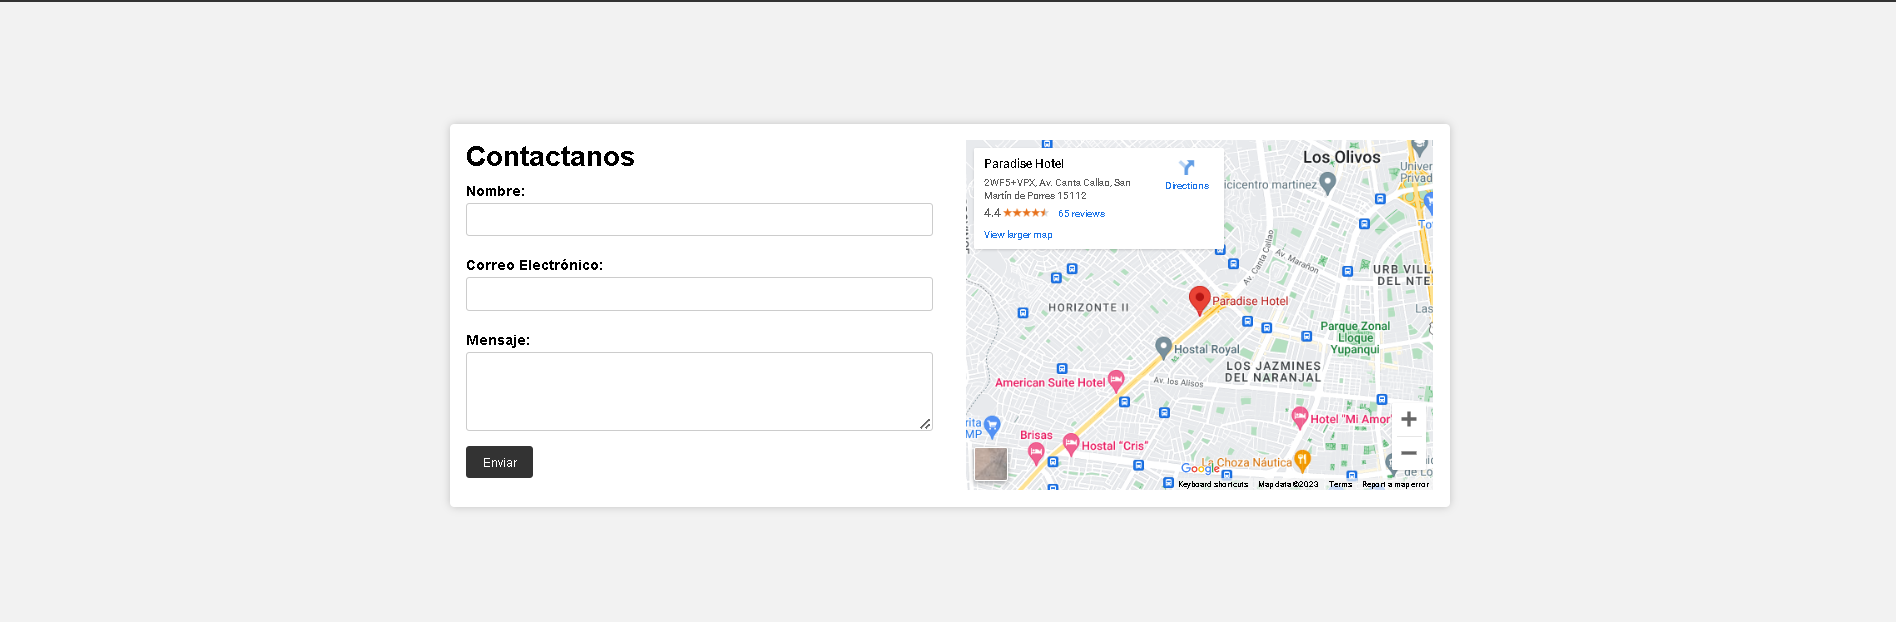 Contactanos
Nombre:
Correo Electrónico:
Mensaje:
Enviar
Paradise Hotel
2WF5+VPX, Av. Canta Callao, San
Martín de Porres 15112
4.4
65 reviews
View larger map
Directions
Los Olivos
Univer
Privad
cicentro martinez
To
Av. Canta Callao
Av. Marañon
URB VILL
DEL NTE
HORIZONTE II
Paradise Hotel
Las
Parque Zonal
Lloque
Yupanqui
Hostal Royal
LOS JAZMINES
DEL NARANJAL
American Suite Hotel
Av. los Alisos
Hotel "Mi Amor"
rita
MP
Brisas
Hostal "Cris"
La Choza Náutica
de Lo
Google
Keyboard shortcuts
Map data ©2023
Terms
Report a map error